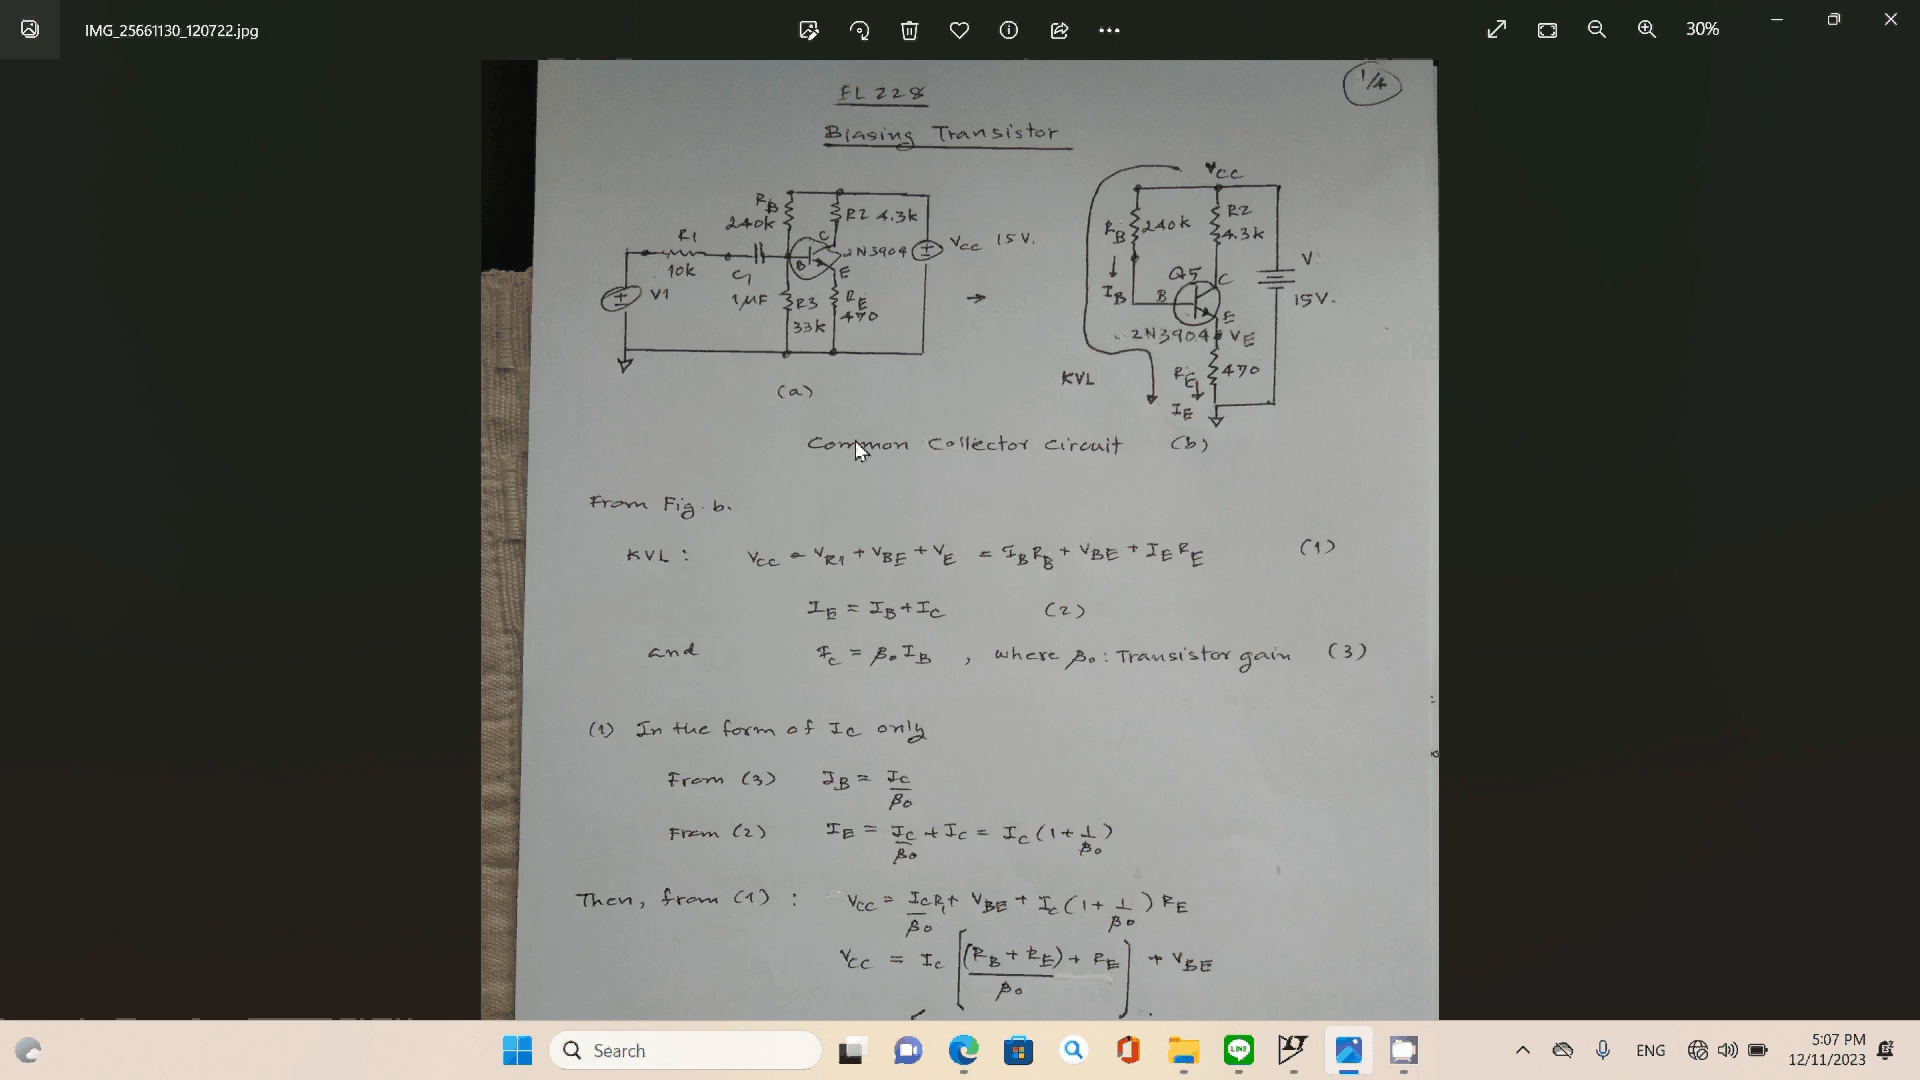 IMG_25661130_120722.jpg
30%
1/4
EL 228
Biasing Transistor
RB
240k
R1
10k
C1
1μF
V1
R2 4.3k
C
2N3904
B
E
R3
33k
RE
470
VCC 15V.
(a)
→
VCC
RB 240k
R2
4.3k
IB
Q5
B
C
E
2N3904
VE
V
15V.
KVL
RE 470
IE
Common Collector Circuit (b)
From Fig. b.
KVL : VCC = VR1 + VBE + VE = IB RB + VBE + IE RE (1)
IE = IB + IC (2)
and IC = β0 IB , where β0 : Transistor gain (3)
(1) In the form of IC only
From (3) IB = IC/β0
From (2) IE = IC/β0 + IC = IC (1 + 1/β0)
Then, from (1) : VCC = IC R1/β0 + VBE + IC (1 + 1/β0) RE
VCC = IC [(RB + RE)/β0 + RE] + VBE
Search
ENG
5:07 PM
12/11/2023